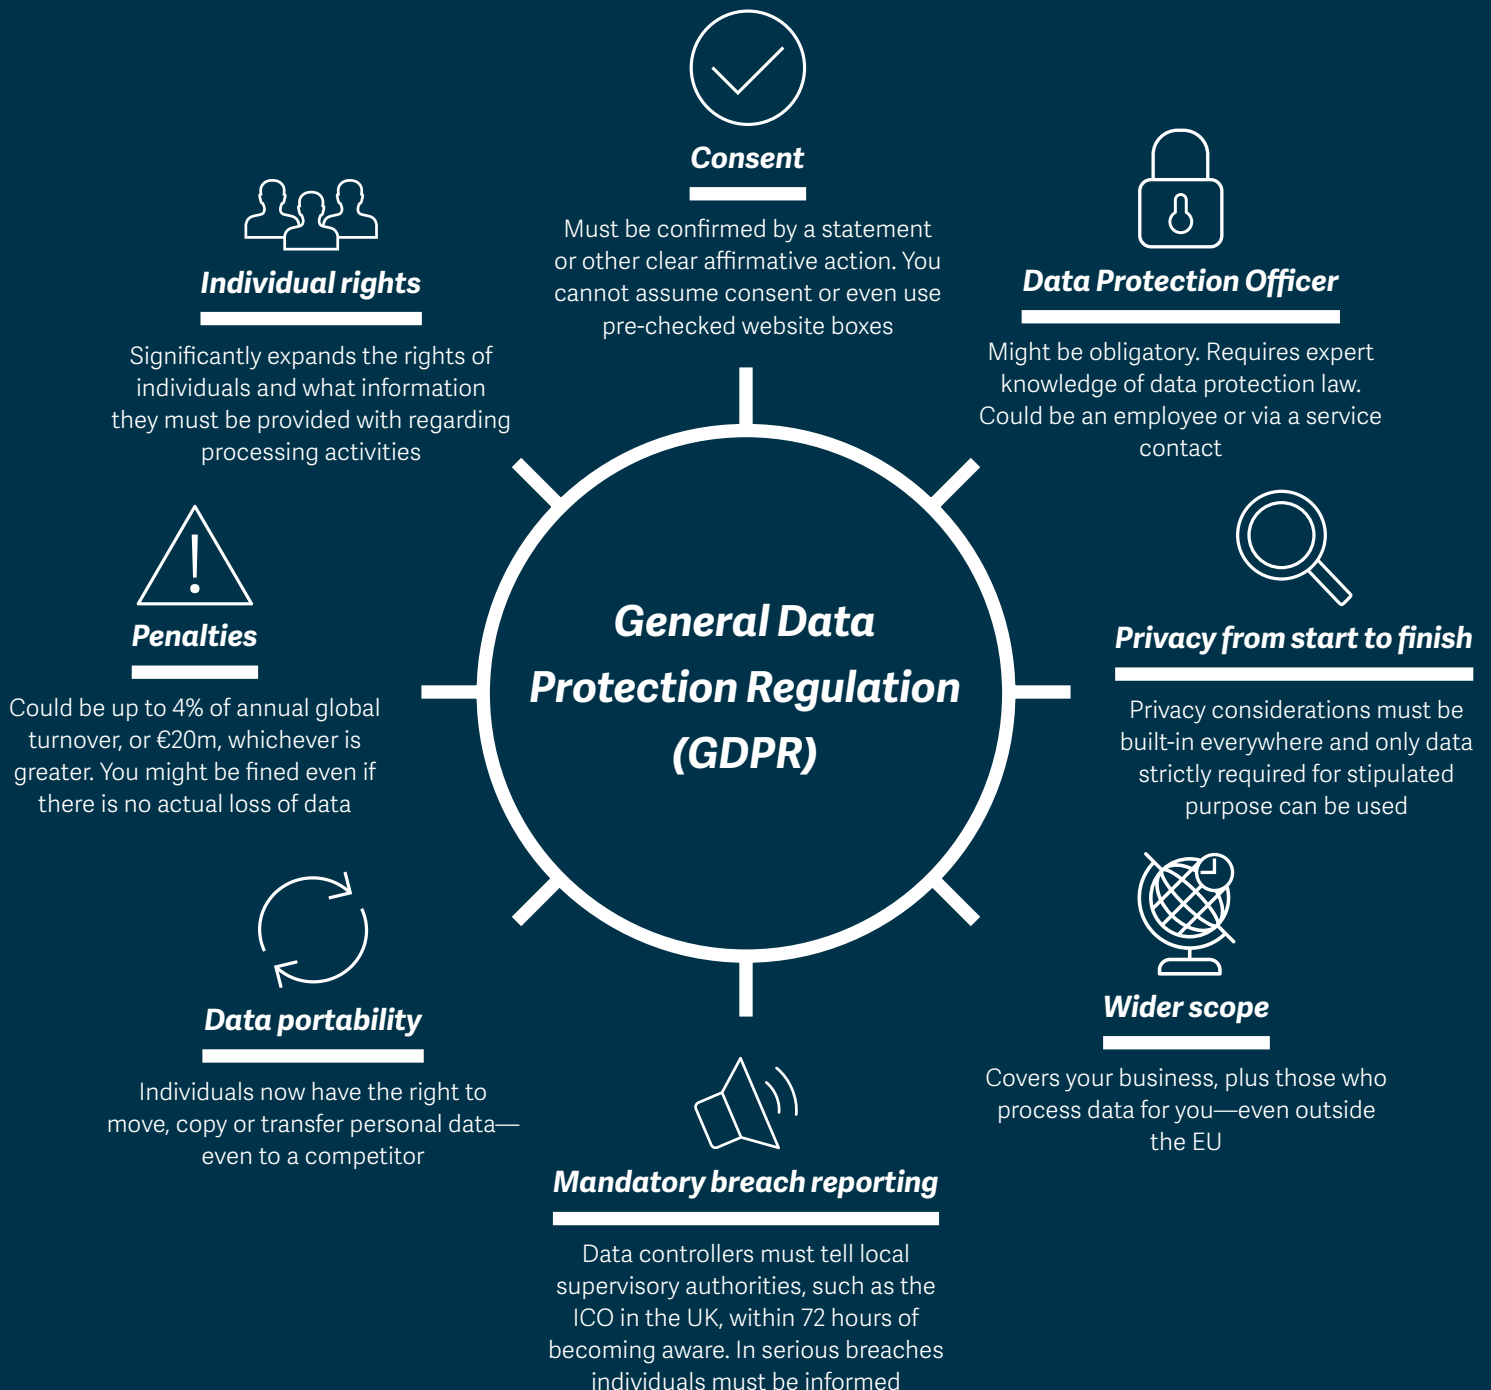 Consent
Must be confirmed by a statement
or other clear affirmative action. You
cannot assume consent or even use
pre-checked website boxes
Individual rights
Significantly expands the rights of
individuals and what information
they must be provided with regarding
processing activities
Data Protection Officer
Might be obligatory. Requires expert
knowledge of data protection law.
Could be an employee or via a service
contact
Penalties
Could be up to 4% of annual global
turnover, or €20m, whichever is
greater. You might be fined even if
there is no actual loss of data
General Data
Protection Regulation
(GDPR)
Privacy from start to finish
Privacy considerations must be
built-in everywhere and only data
strictly required for stipulated
purpose can be used
Data portability
Individuals now have the right to
move, copy or transfer personal data—
even to a competitor
Wider scope
Covers your business, plus those who
process data for you—even outside
the EU
Mandatory breach reporting
Data controllers must tell local
supervisory authorities, such as the
ICO in the UK, within 72 hours of
becoming aware. In serious breaches
individuals must be informed